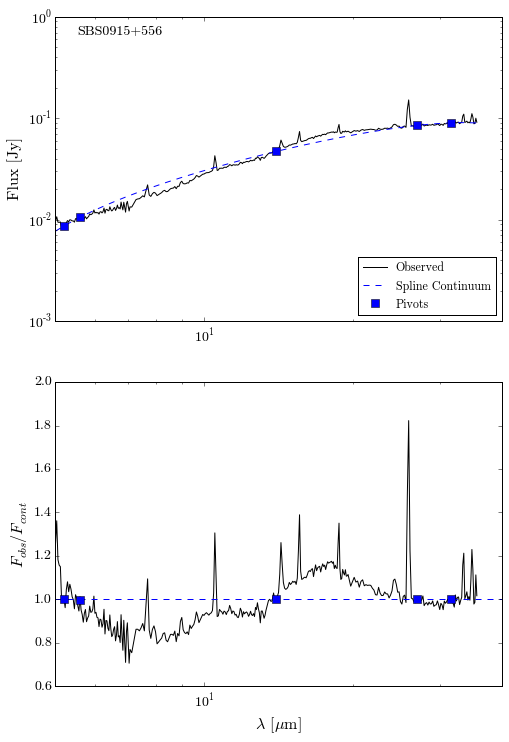 10^0
SBS0915+556
10^-1
Flux [Jy]
10^-2
Observed
Spline Continuum
Pivots
10^-3
10^1
2.0
1.8
1.6
1.4
F_obs/F_cont
1.2
1.0
0.8
0.6
10^1
λ [μm]